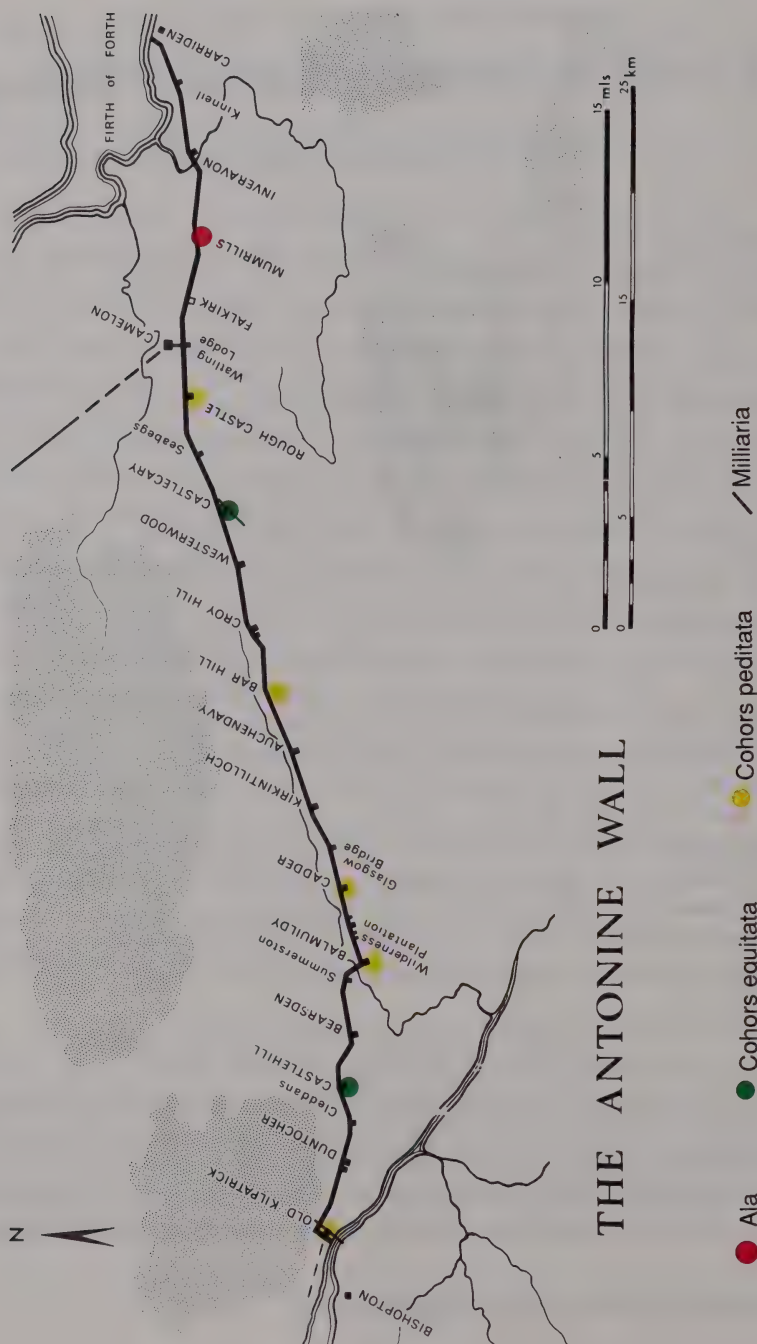 N
FIRTH of FORTH
CARRIDEN
Kinneil
INVERAVON
MUMRILLS
FALKIRK
CAMELON
Watling
Lodge
ROUGH CASTLE
Seabegs
CASTLECARY
WESTERWOOD
CROY HILL
BAR HILL
AUCHENDAVY
KIRKINTILLOCH
Glasgow
Bridge
CADDER
Wilderness
Plantation
BALMUILDY
Summerston
BEARSDEN
CASTLEHILL
Cleddans
DUNTOCHER
OLD KILPATRICK
BISHOPTON
THE ANTONINE WALL
0 5 10 15 mls
0 5 15 25 km
Ala
Cohors equitata
Cohors peditata
Milliaria